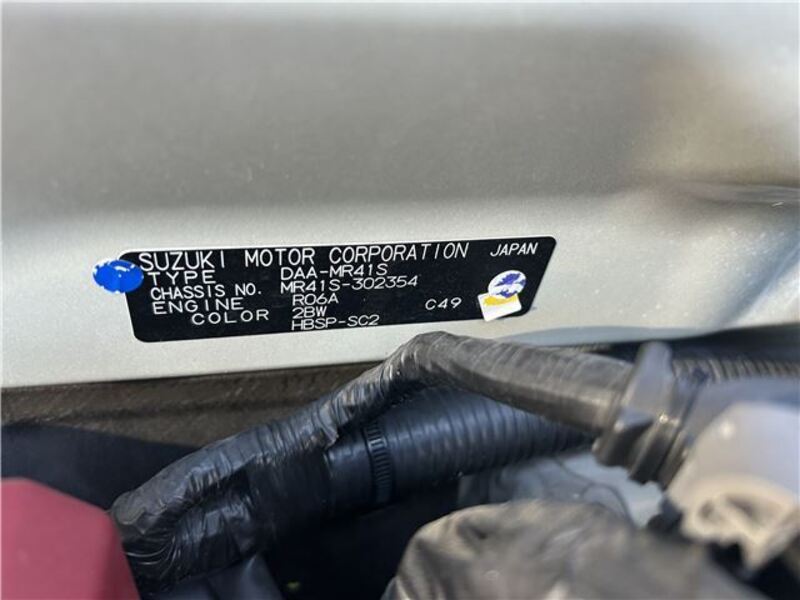 SUZUKI MOTOR CORPORATION JAPAN
TYPE DAA-MR41S
CHASSIS NO. MR41S-302354
ENGINE R06A
COLOR 2BW C49
HBSP-SC2